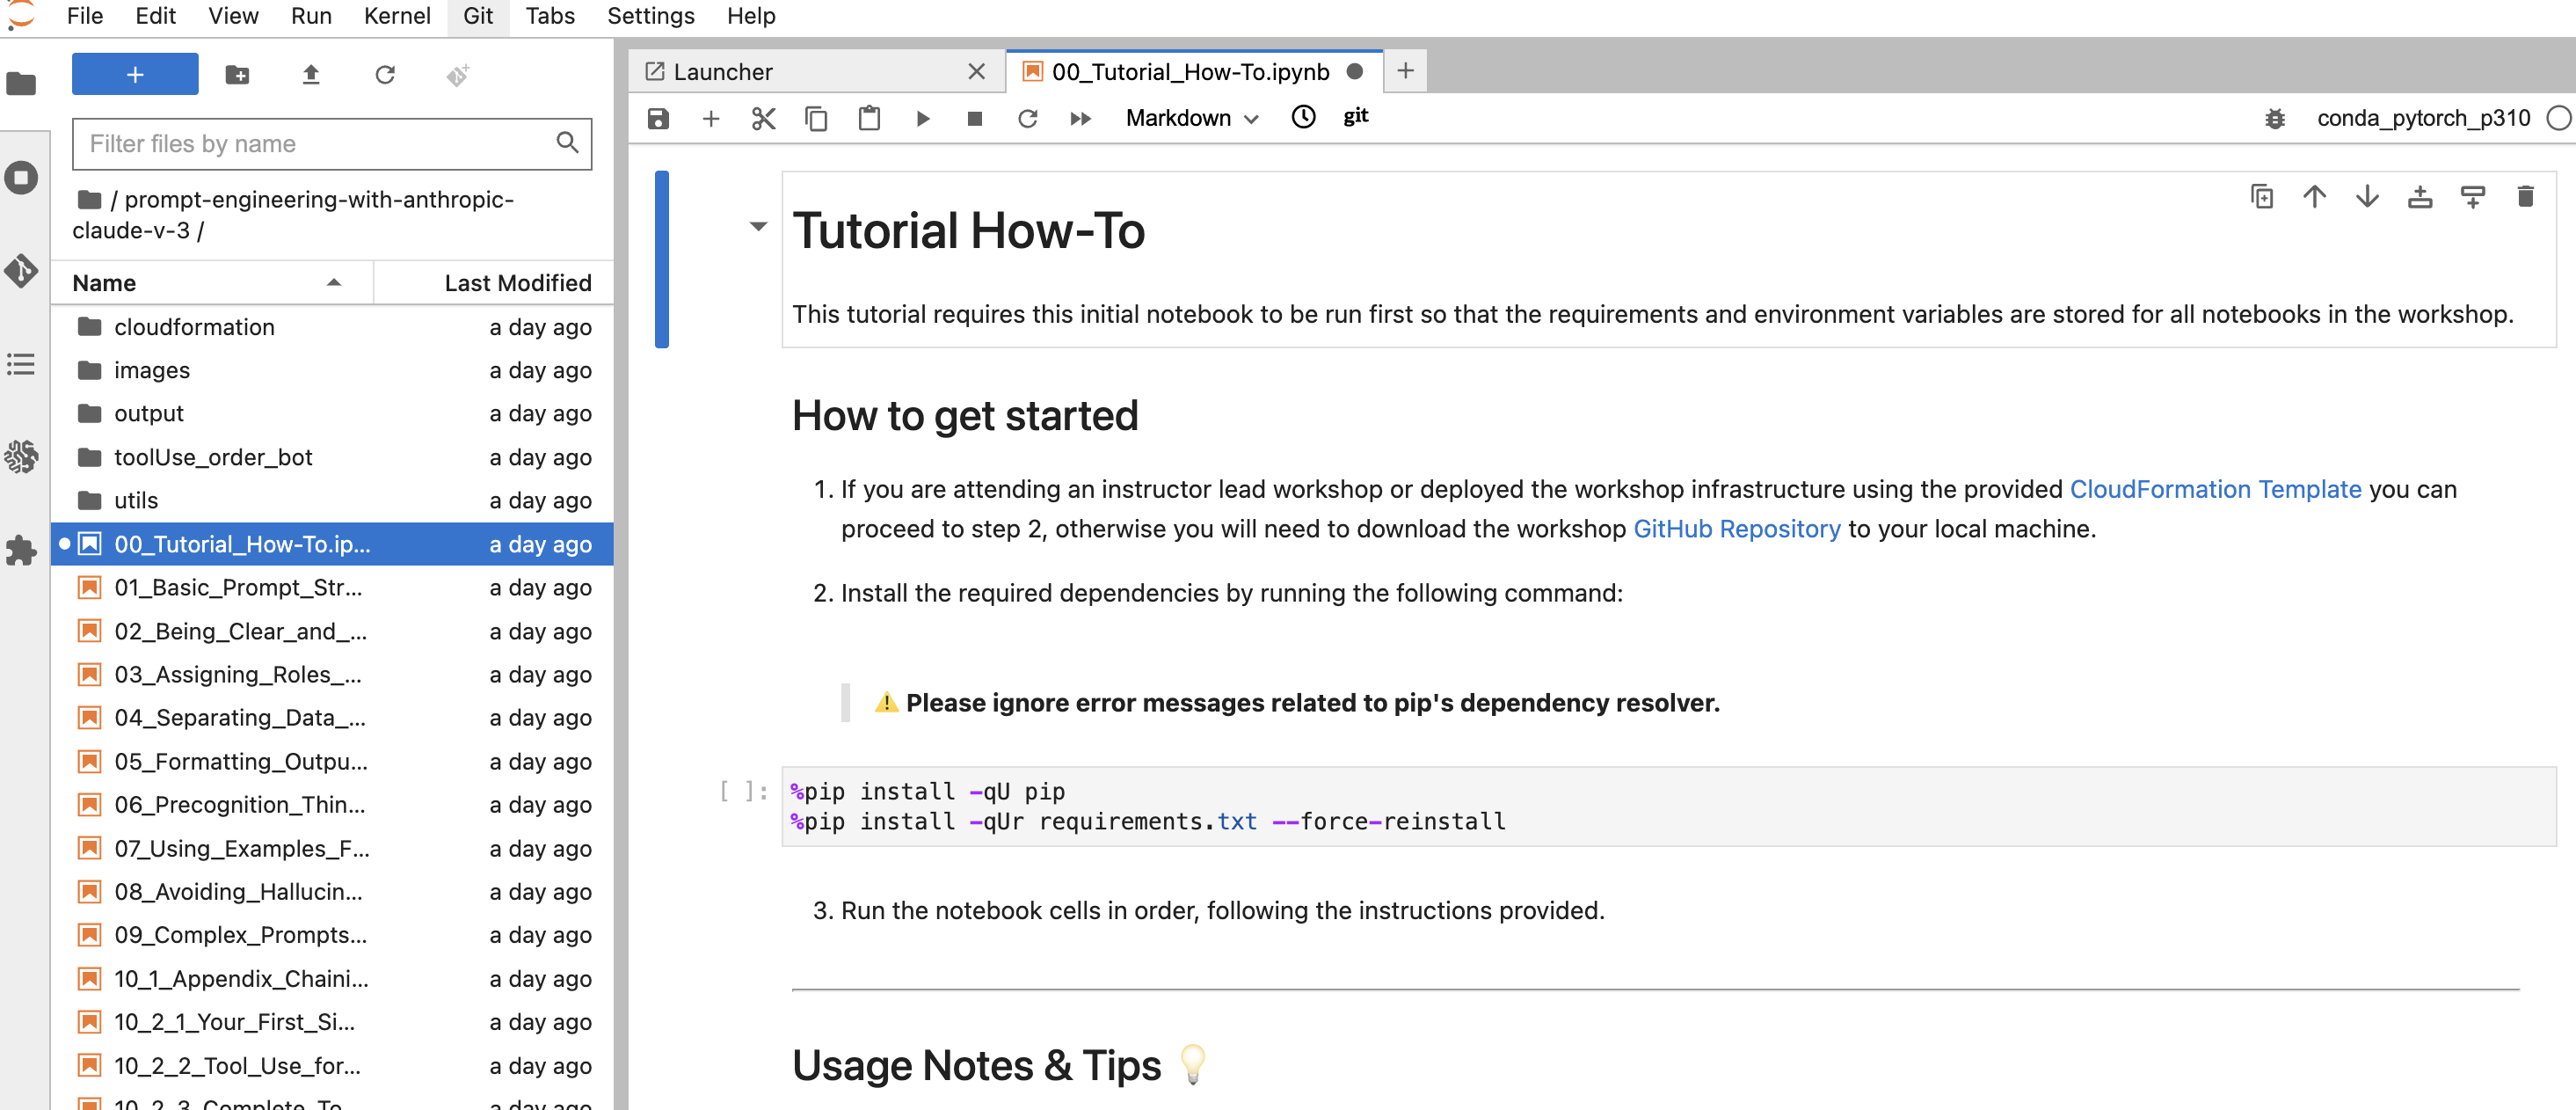 File Edit View Run Kernel Git Tabs Settings Help
+
Filter files by name
/ prompt-engineering-with-anthropic-
claude-v-3 /
Name Last Modified
cloudformation a day ago
images a day ago
output a day ago
toolUse_order_bot a day ago
utils a day ago
00_Tutorial_How-To.ip... a day ago
01_Basic_Prompt_Str... a day ago
02_Being_Clear_and_... a day ago
03_Assigning_Roles_... a day ago
04_Separating_Data_... a day ago
05_Formatting_Outpu... a day ago
06_Precognition_Thin... a day ago
07_Using_Examples_F... a day ago
08_Avoiding_Hallucin... a day ago
09_Complex_Prompts... a day ago
10_1_Appendix_Chaini... a day ago
10_2_1_Your_First_Si... a day ago
10_2_2_Tool_Use_for... a day ago
10_2_3_Complete_To... a day ago
Launcher 00_Tutorial_How-To.ipynb
Markdown git conda_pytorch_p310
Tutorial How-To
This tutorial requires this initial notebook to be run first so that the requirements and environment variables are stored for all notebooks in the workshop.
How to get started
1. If you are attending an instructor lead workshop or deployed the workshop infrastructure using the provided CloudFormation Template you can
proceed to step 2, otherwise you will need to download the workshop GitHub Repository to your local machine.
2. Install the required dependencies by running the following command:
⚠️ Please ignore error messages related to pip's dependency resolver.
[ ]: %pip install -qU pip
%pip install -qUr requirements.txt --force-reinstall
3. Run the notebook cells in order, following the instructions provided.
Usage Notes & Tips 💡